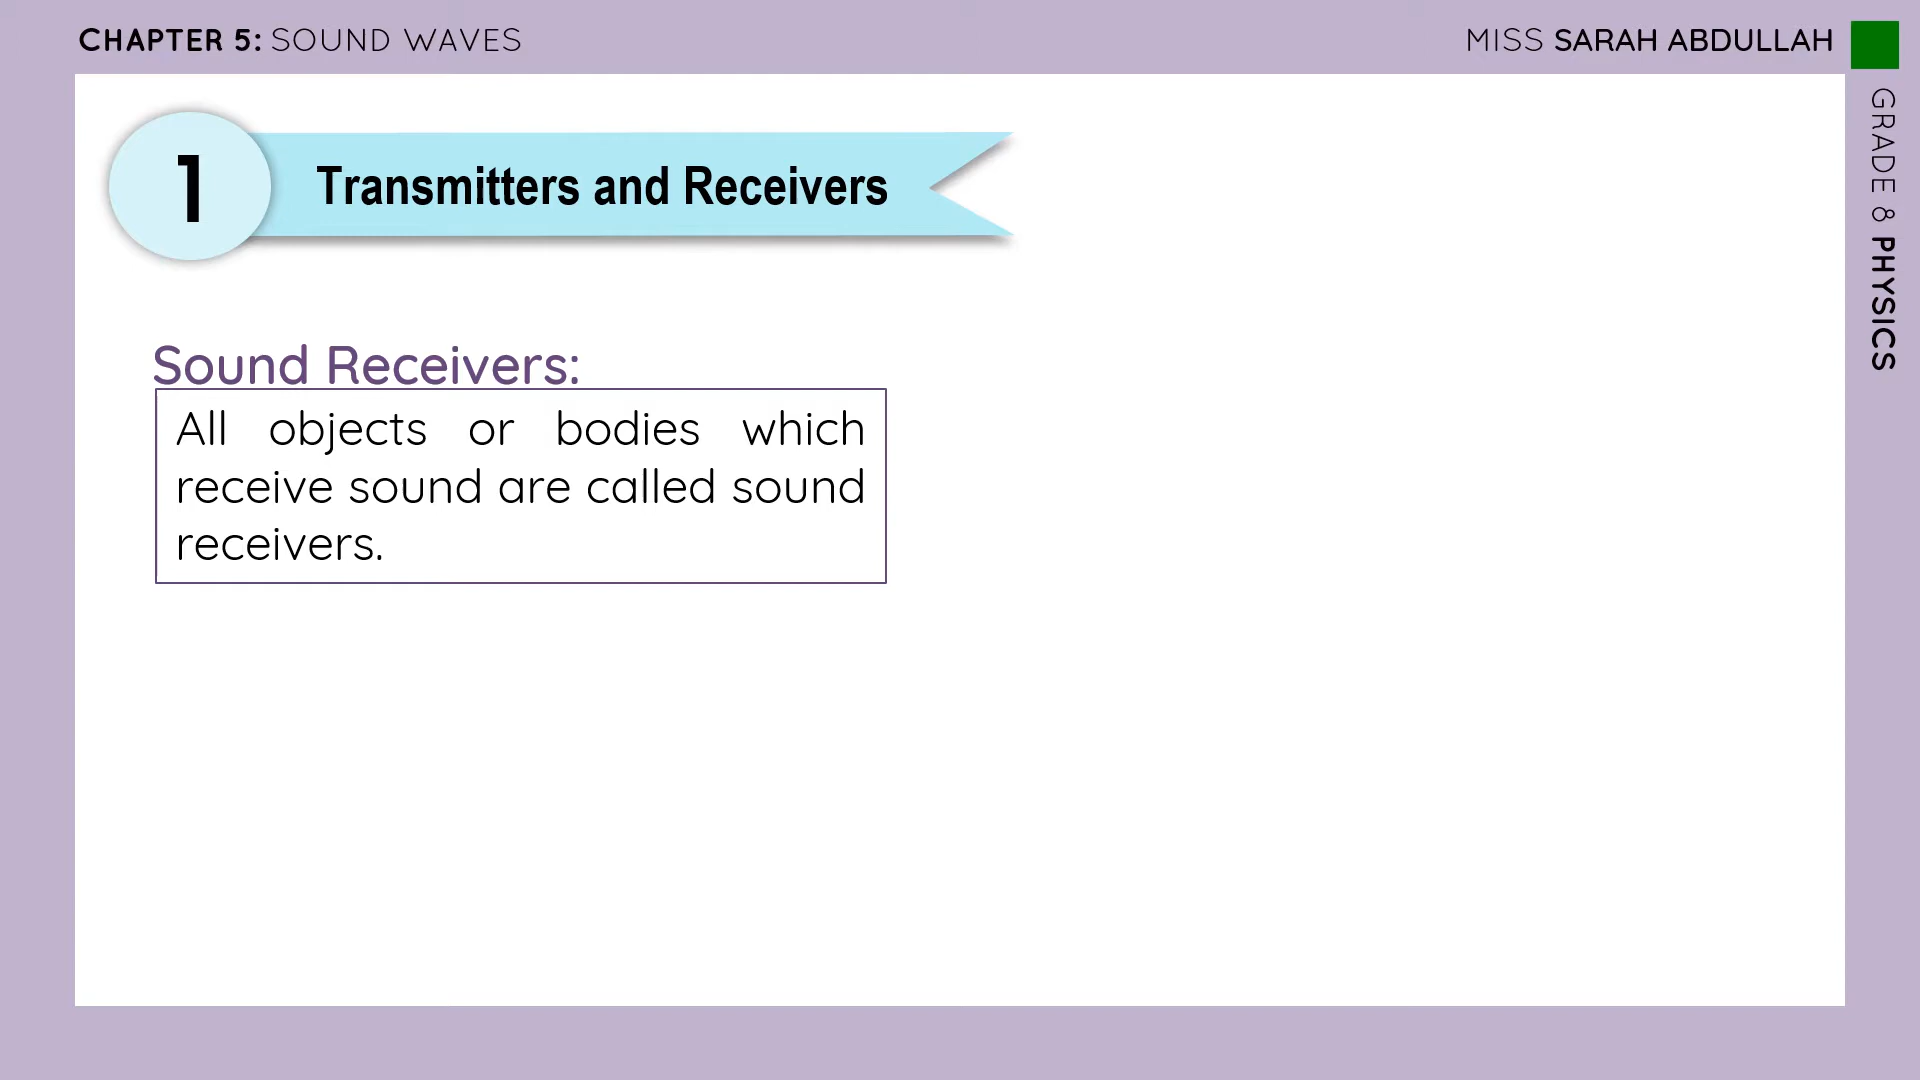 CHAPTER 5: SOUND WAVES
MISS SARAH ABDULLAH
GRADE 8 PHYSICS
1
Transmitters and Receivers
Sound Receivers:
All objects or bodies which
receive sound are called sound
receivers.